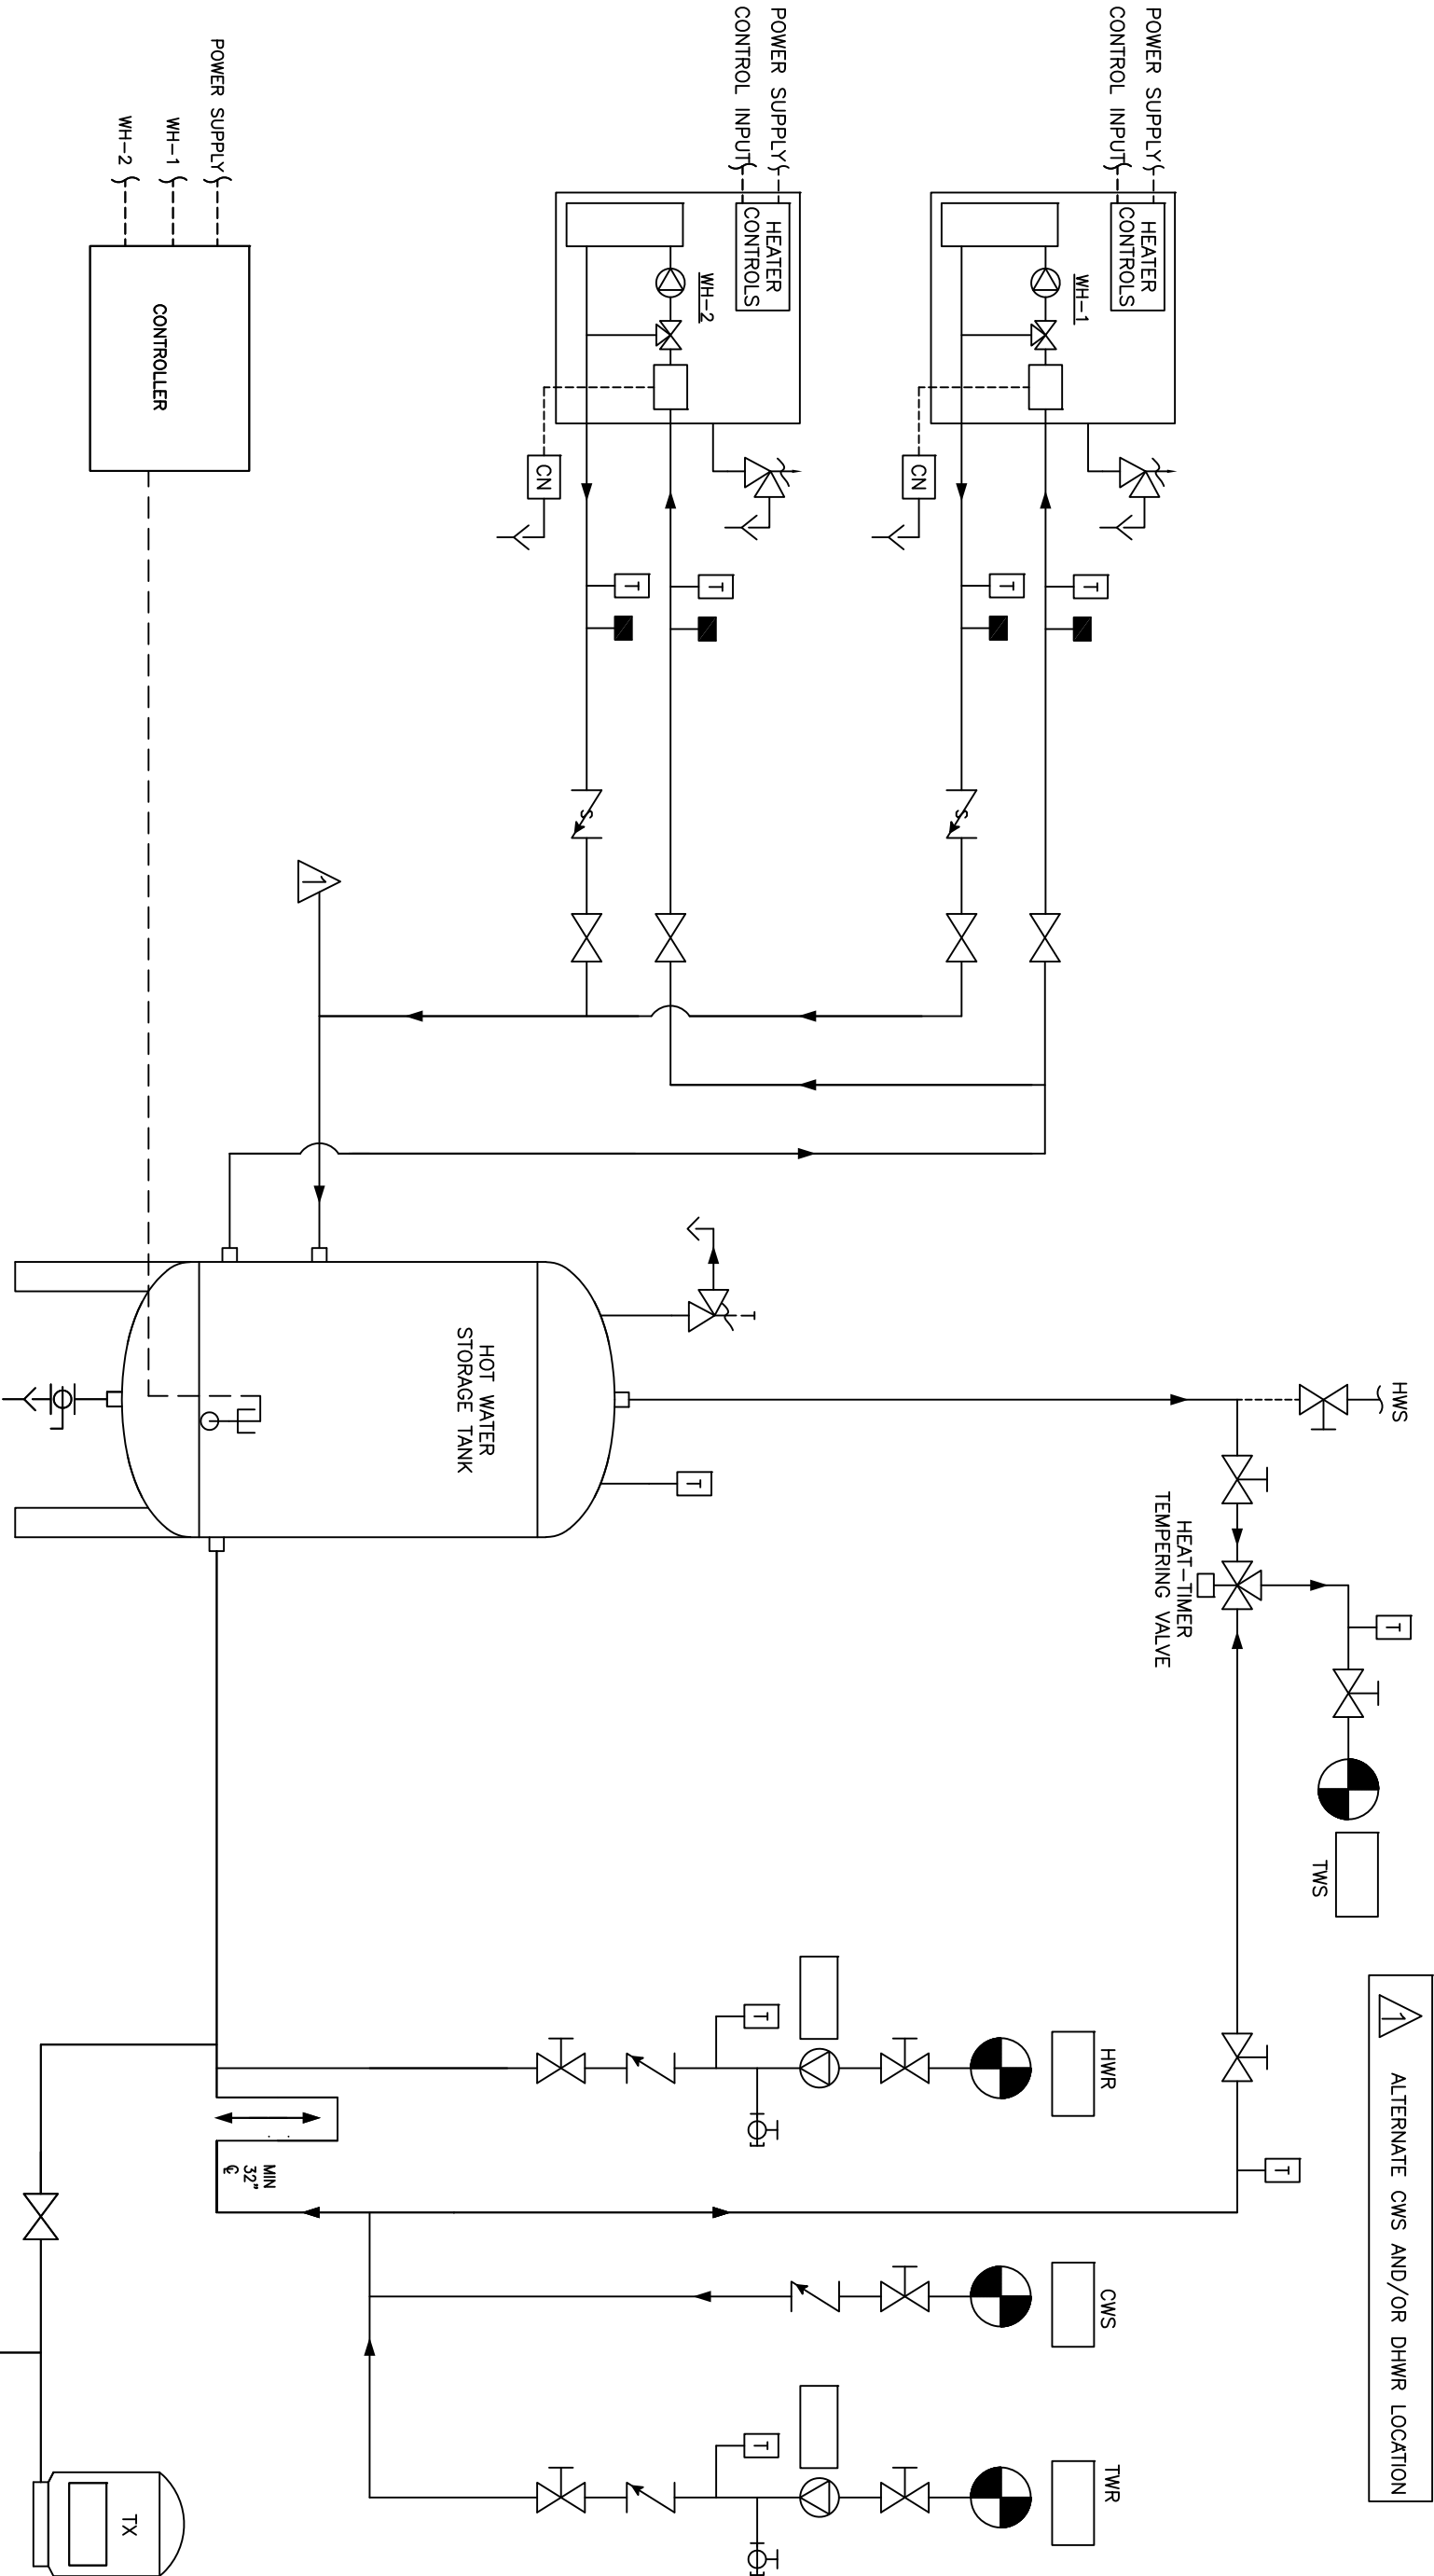 1 ALTERNATE CWS AND/OR DHWR LOCATION
HWS
TWS
T
HEAT-TIMER
TEMPERING VALVE
T
POWER SUPPLY
CONTROL INPUT
HEATER
CONTROLS
WH-1
T
T
CN
S
HWR
CWS
TWR
T
T
T
T
POWER SUPPLY
CONTROL INPUT
HEATER
CONTROLS
WH-2
T
T
CN
S
HOT WATER
STORAGE TANK
1
MIN
32"
℄
POWER SUPPLY
WH-1
WH-2
CONTROLLER
TX